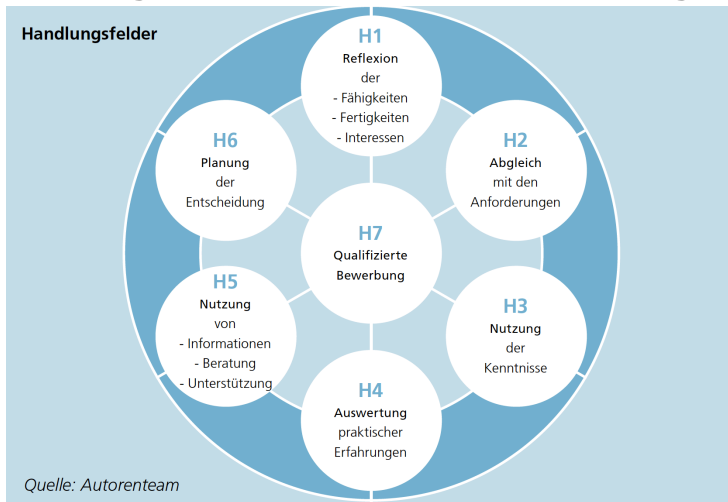 Handlungsfelder
H1
Reflexion
der
- Fähigkeiten
- Fertigkeiten
- Interessen
H2
Abgleich
mit den
Anforderungen
H3
Nutzung
der
Kenntnisse
H4
Auswertung
praktischer
Erfahrungen
H5
Nutzung
von
- Informationen
- Beratung
- Unterstützung
H6
Planung
der
Entscheidung
H7
Qualifizierte
Bewerbung
Quelle: Autorenteam